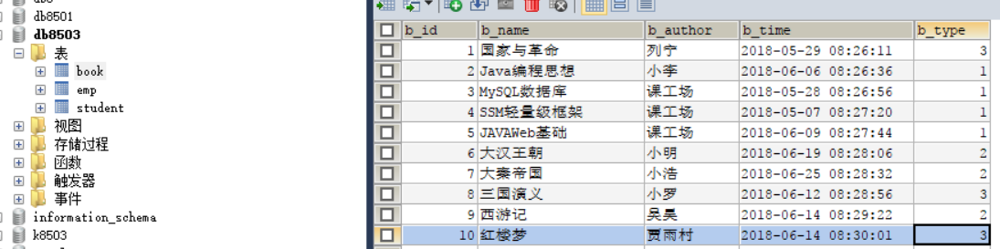 db8501
db8503
表
book
emp
student
视图
存储过程
函数
触发器
事件
information_schema
k8503
b_id b_name b_author b_time b_type
1 国家与革命 列宁 2018-05-29 08:26:11 3
2 Java编程思想 小李 2018-06-06 08:26:36 1
3 MySQL数据库 课工场 2018-05-28 08:26:56 1
4 SSM轻量级框架 课工场 2018-05-07 08:27:20 1
5 JAVAWeb基础 课工场 2018-06-09 08:27:44 1
6 大汉王朝 小明 2018-06-19 08:28:06 2
7 大秦帝国 小浩 2018-06-25 08:28:32 2
8 三国演义 小罗 2018-06-12 08:28:56 3
9 西游记 吴昊 2018-06-14 08:29:22 2
10 红楼梦 贾雨村 2018-06-14 08:30:01 3